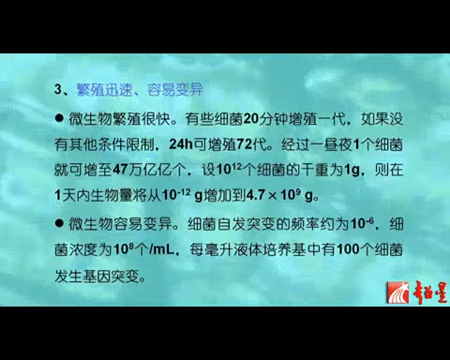 3、繁殖迅速、容易变异
●微生物繁殖很快。有些细菌20分钟增殖一代，如果没
有其他条件限制，24h可增殖72代。经过一昼夜1个细菌
就可增至47万亿亿个，设10¹²个细菌的干重为1g，则在
1天内生物量将从10⁻¹² g增加到4.7×10⁹ g。
●微生物容易变异。细菌自发突变的频率约为10⁻⁶，细
菌浓度为10⁸个/mL，每毫升液体培养基中有100个细菌
发生基因突变。